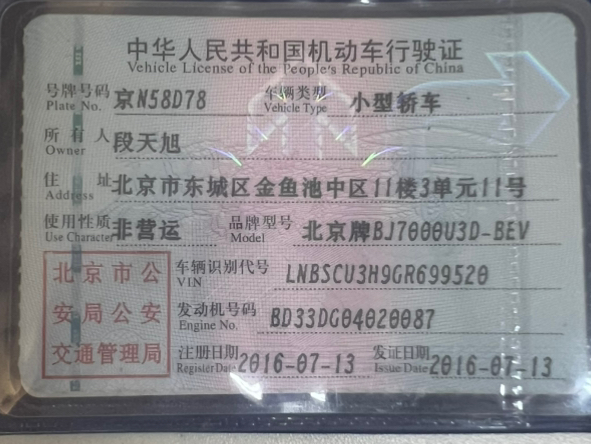 中华人民共和国机动车行驶证
Vehicle License of the People's Republic of China
号牌号码 京N58D78 车辆类型 小型轿车
Plate No. Vehicle Type
所有人 段天旭
Owner
住址 北京市东城区金鱼池中区11楼3单元11号
Address
使用性质 非营运 品牌型号 北京牌BJ7000U3D-BEV
Use Character Model
北京市公
安局公安
交通管理局
车辆识别代号 LNBSCU3H9GR699520
VIN
发动机号码 BD33DG04020087
Engine No.
注册日期 2016-07-13 发证日期 2016-07-13
Register Date Issue Date